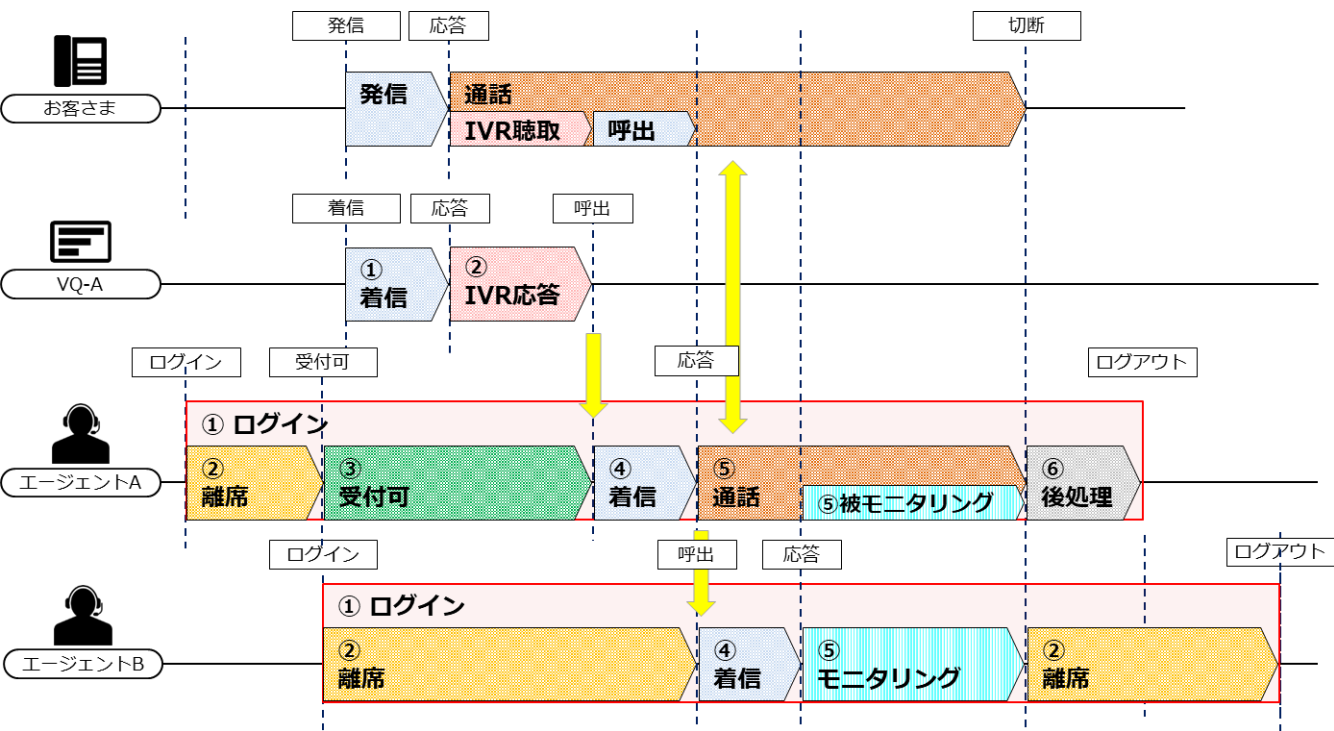 発信
応答
切断
お客さま
発信
通話
IVR聴取
呼出
着信
応答
呼出
VQ-A
①
着信
②
IVR応答
ログイン
受付可
応答
ログアウト
エージェントA
① ログイン
②
離席
③
受付可
④
着信
⑤
通話
⑤被モニタリング
⑥
後処理
ログイン
呼出
応答
ログアウト
エージェントB
① ログイン
②
離席
④
着信
⑤
モニタリング
②
離席